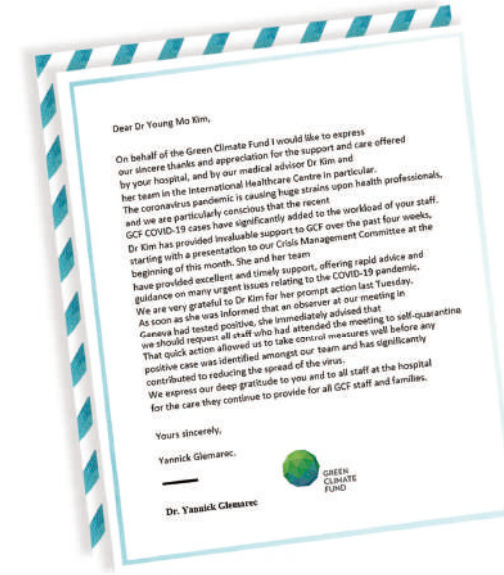 Dear Dr Young Mo Kim,
On behalf of the Green Climate Fund I would like to express
our sincere thanks and appreciation for the support and care offered
by your hospital, and by our medical advisor Dr Kim and
her team in the International Healthcare Centre in particular.
The coronavirus pandemic is causing huge strains upon health professionals,
and we are particularly conscious that the recent
GCF COVID-19 cases have significantly added to the workload of your staff.
Dr Kim has provided invaluable support to GCF over the past four weeks,
starting with a presentation to our Crisis Management Committee at the
beginning of this month. She and her team
have provided excellent and timely support, offering rapid advice and
guidance on many urgent issues relating to the COVID-19 pandemic.
We are very grateful to Dr Kim for her prompt action last Tuesday.
As soon as she was informed that an observer at our meeting in
Geneva had tested positive, she immediately advised that
we should request all staff who had attended the meeting to self-quarantine
That quick action allowed us to take control measures well before any
positive case was identified amongst our team and has significantly
contributed to reducing the spread of the virus.
We express our deep gratitude to you and to all staff at the hospital
for the care they continue to provide for all GCF staff and families.
Yours sincerely,
Yannick Glemarec.
GREEN
CLIMATE
FUND
Dr. Yannick Glemarec